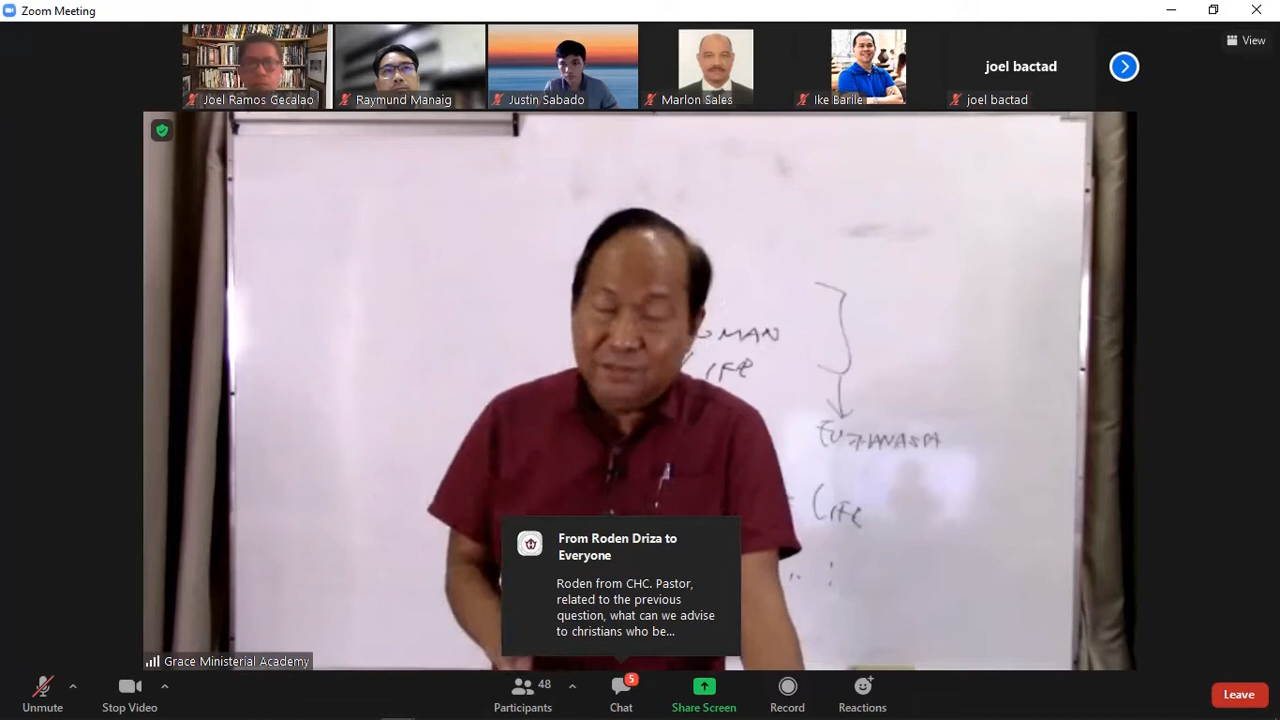 Zoom Meeting
View
joel bactad
Joel Ramos Gecalao
Raymund Manaig
Justin Sabado
Marlon Sales
Ike Barile
joel bactad
MAN
LIFE
LIFE
From Roden Driza to
Everyone
Roden from CHC. Pastor,
related to the previous
question, what can we advise
to christians who be...
Grace Ministerial Academy
48
5
Unmute
Stop Video
Participants
Chat
Share Screen
Record
Reactions
Leave